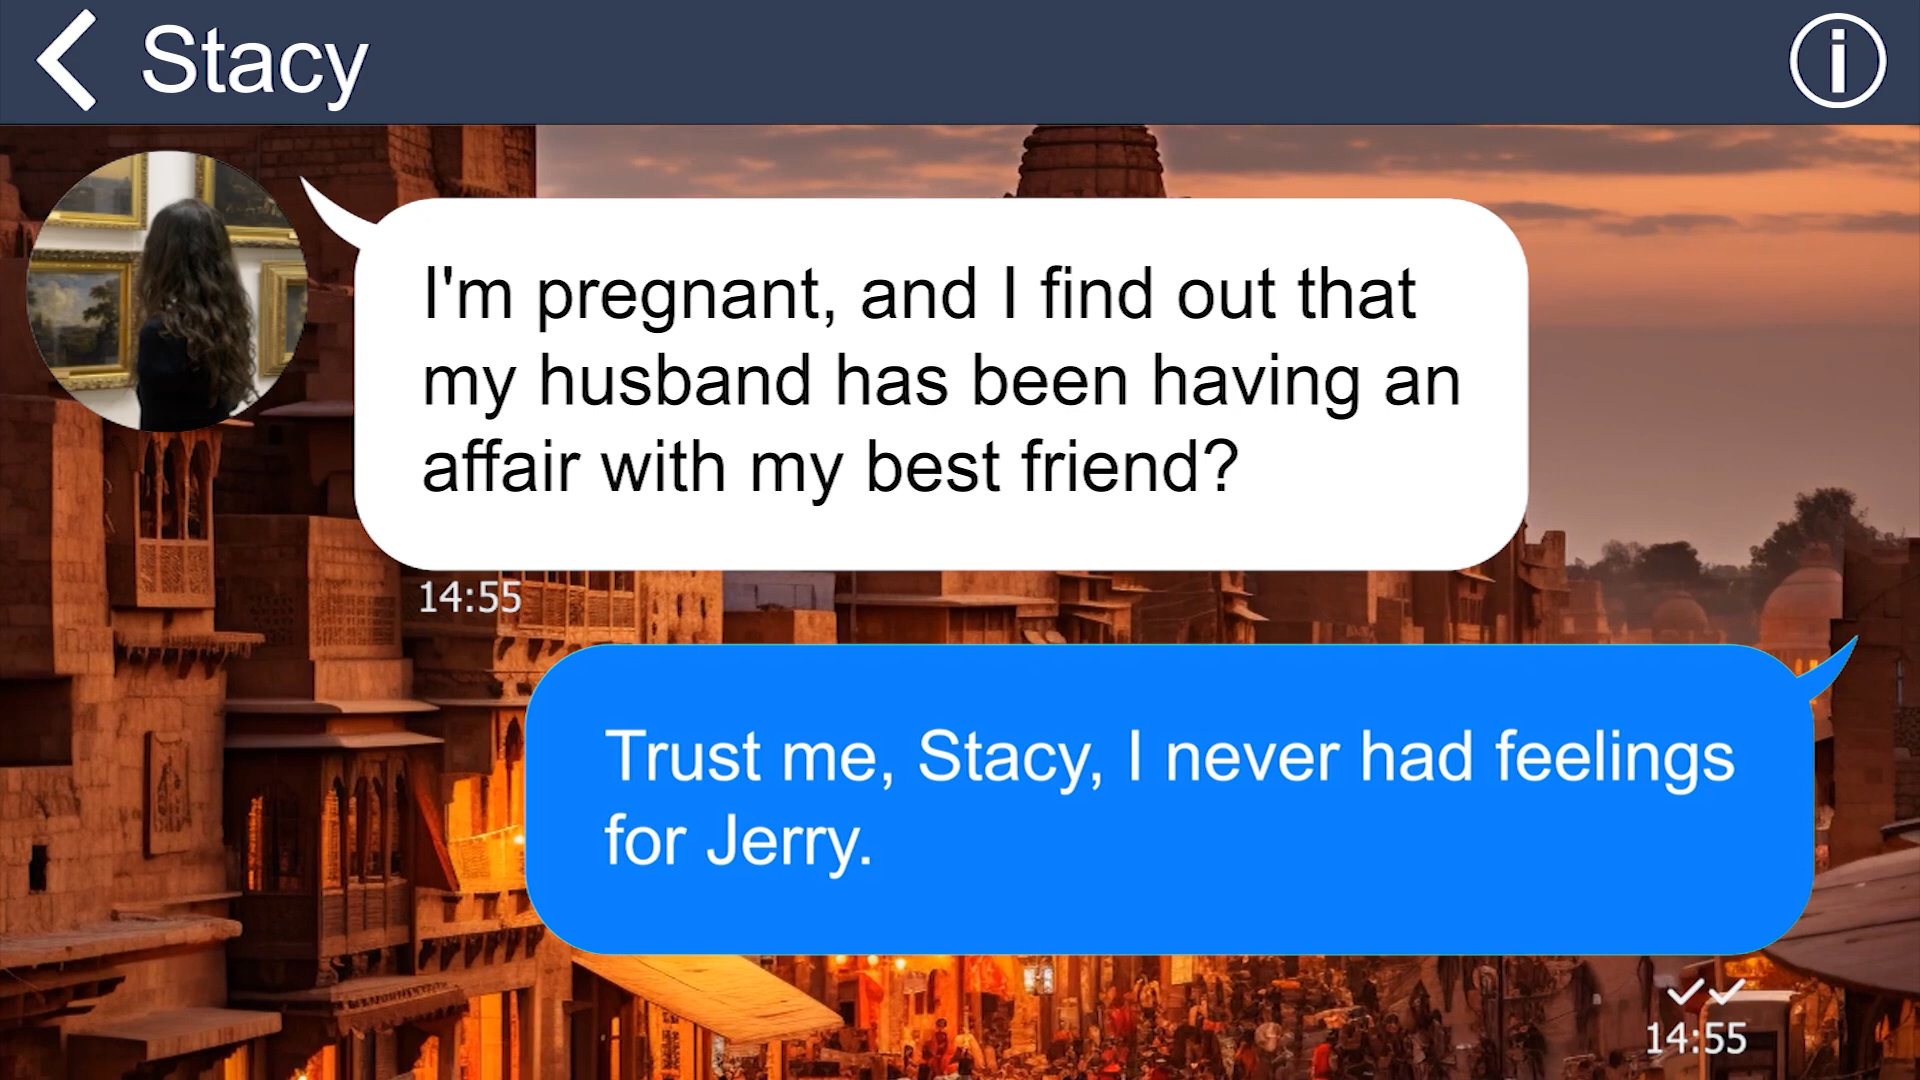 Stacy
I'm pregnant, and I find out that
my husband has been having an
affair with my best friend?
14:55
Trust me, Stacy, I never had feelings
for Jerry.
14:55